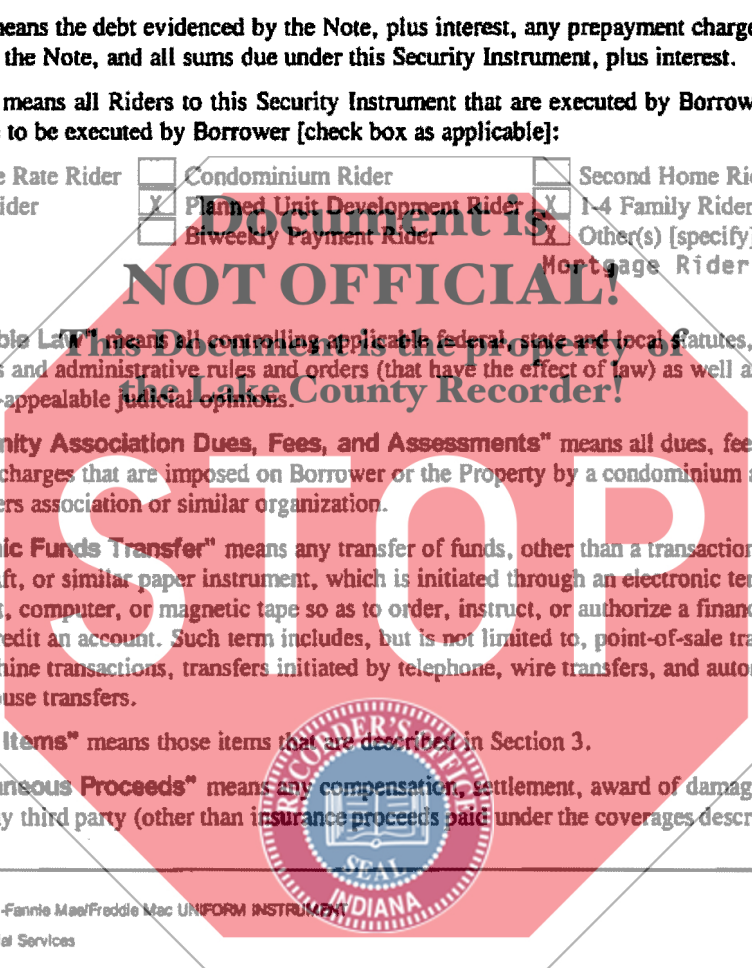 means the debt evidenced by the Note, plus interest, any prepayment charge
the Note, and all sums due under this Security Instrument, plus interest.
means all Riders to this Security Instrument that are executed by Borrow
to be executed by Borrower [check box as applicable]:
e Rate Rider Condominium Rider Second Home Ri
ider X Planned Unit Development Rider X 1-4 Family Rider
Biweekly Payment Rider X Other(s) [specify]
Mortgage Rider
Document is
NOT OFFICIAL!
This Document is the property of
the Lake County Recorder!
ble Law" means all controlling applicable federal, state and local statutes,
s and administrative rules and orders (that have the effect of law) as well a
-appealable judicial opinions.
nity Association Dues, Fees, and Assessments" means all dues, fee
charges that are imposed on Borrower or the Property by a condominium a
ers association or similar organization.
nic Funds Transfer" means any transfer of funds, other than a transaction
ft, or similar paper instrument, which is initiated through an electronic ter
t, computer, or magnetic tape so as to order, instruct, or authorize a financ
redit an account. Such term includes, but is not limited to, point-of-sale tra
hine transactions, transfers initiated by telephone, wire transfers, and auto
use transfers.
STOP
Items" means those items that are described in Section 3.
neous Proceeds" means any compensation, settlement, award of damag
y third party (other than insurance proceeds paid under the coverages descr
RECORDER'S OFFICE
SEAL
INDIANA
-Fannie Mae/Freddie Mac UNIFORM INSTRUMENT
al Services